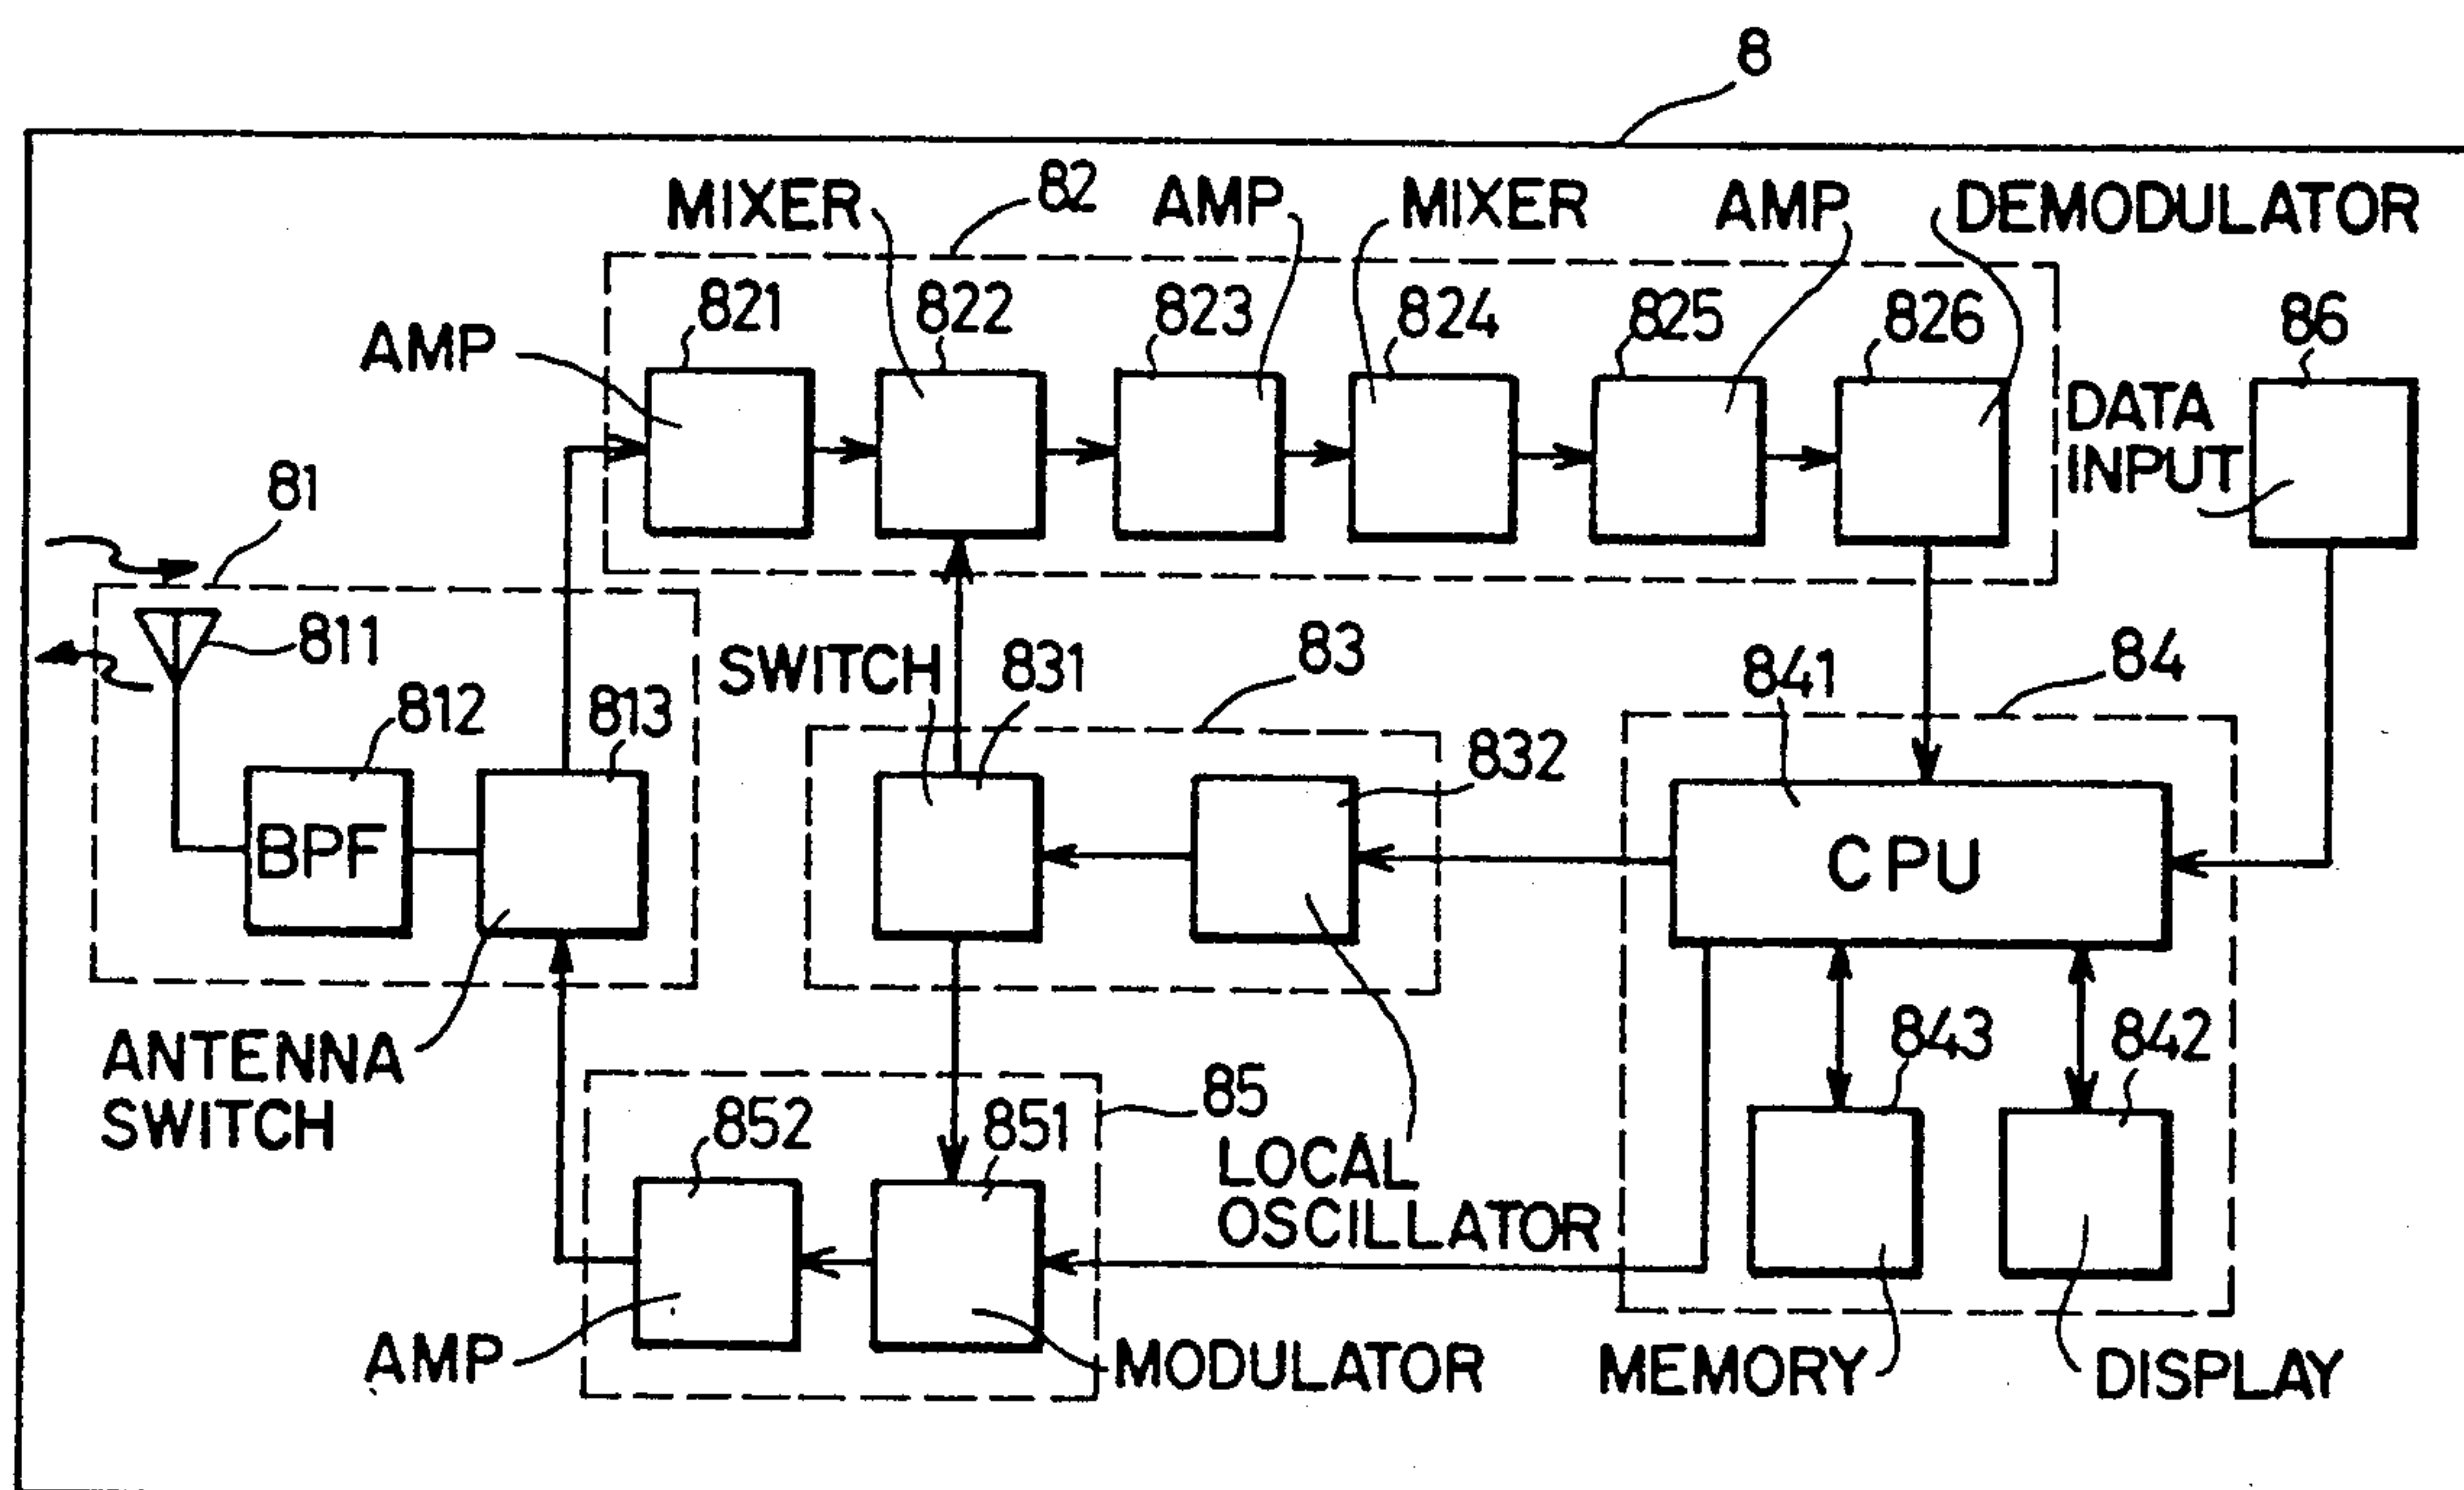 8
MIXER
82
AMP
MIXER
AMP
DEMODULATOR
821
822
823
824
825
826
86
AMP
DATA
INPUT
81
811
SWITCH
831
83
841
84
812
813
832
BPF
CPU
ANTENNA
SWITCH
843
842
852
851
85
LOCAL
OSCILLATOR
AMP
MODULATOR
MEMORY
DISPLAY